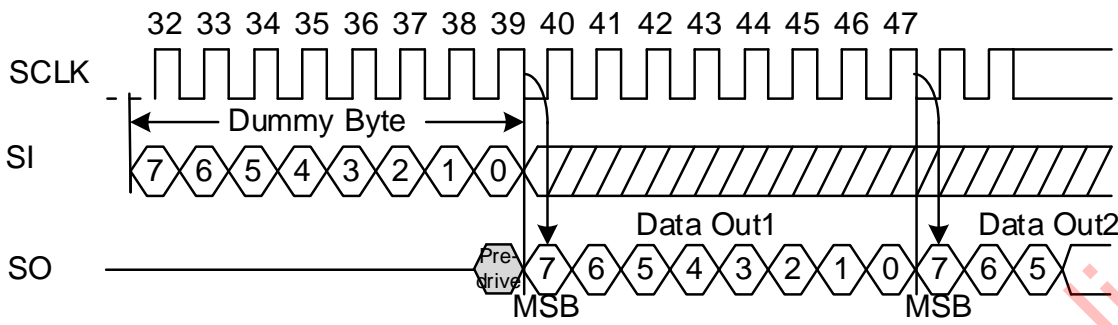 32 33 34 35 36 37 38 39 40 41 42 43 44 45 46 47
SCLK
Dummy Byte
SI
7 6 5 4 3 2 1 0
Data Out1
Data Out2
SO
Pre-
drive
7 6 5 4 3 2 1 0 7 6 5
MSB
MSB